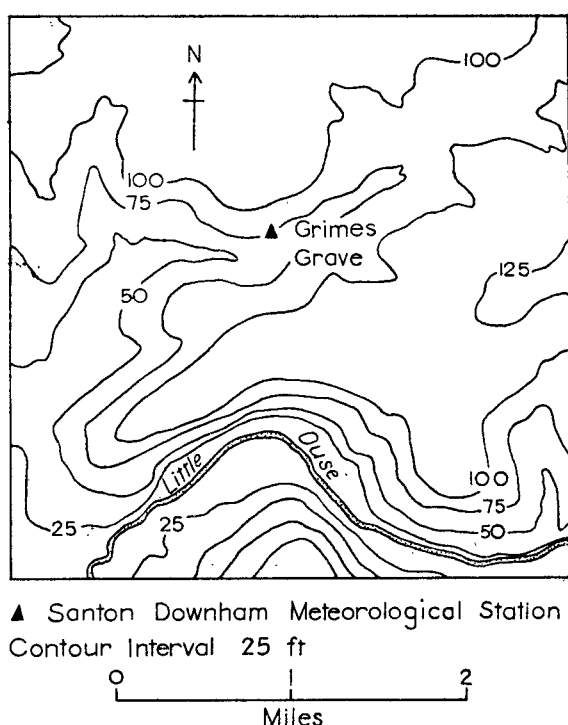 N
100
100
75
Grimes
Grave
50
125
Little
Ouse
100
75
50
25
25
▲ Santon Downham Meteorological Station
Contour Interval 25 ft
0 1 2
Miles